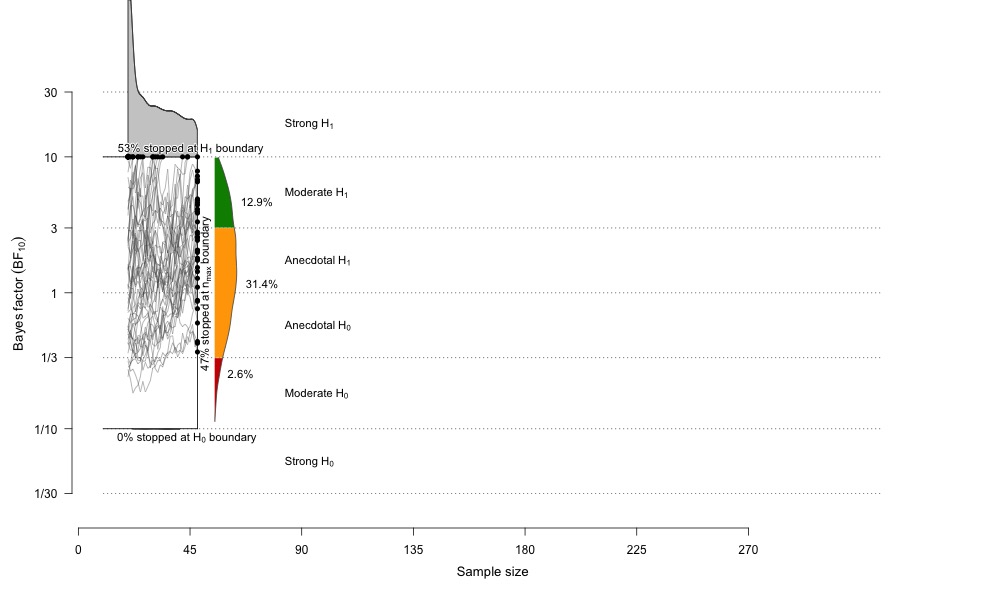 30
Strong H1
53% stopped at H1 boundary
10
Moderate H1
12.9%
3
Anecdotal H1
31.4%
1
47% stopped at nmax boundary
Anecdotal H0
1/3
2.6%
Moderate H0
1/10
0% stopped at H0 boundary
Strong H0
1/30
Bayes factor (BF10)
0 45 90 135 180 225 270
Sample size